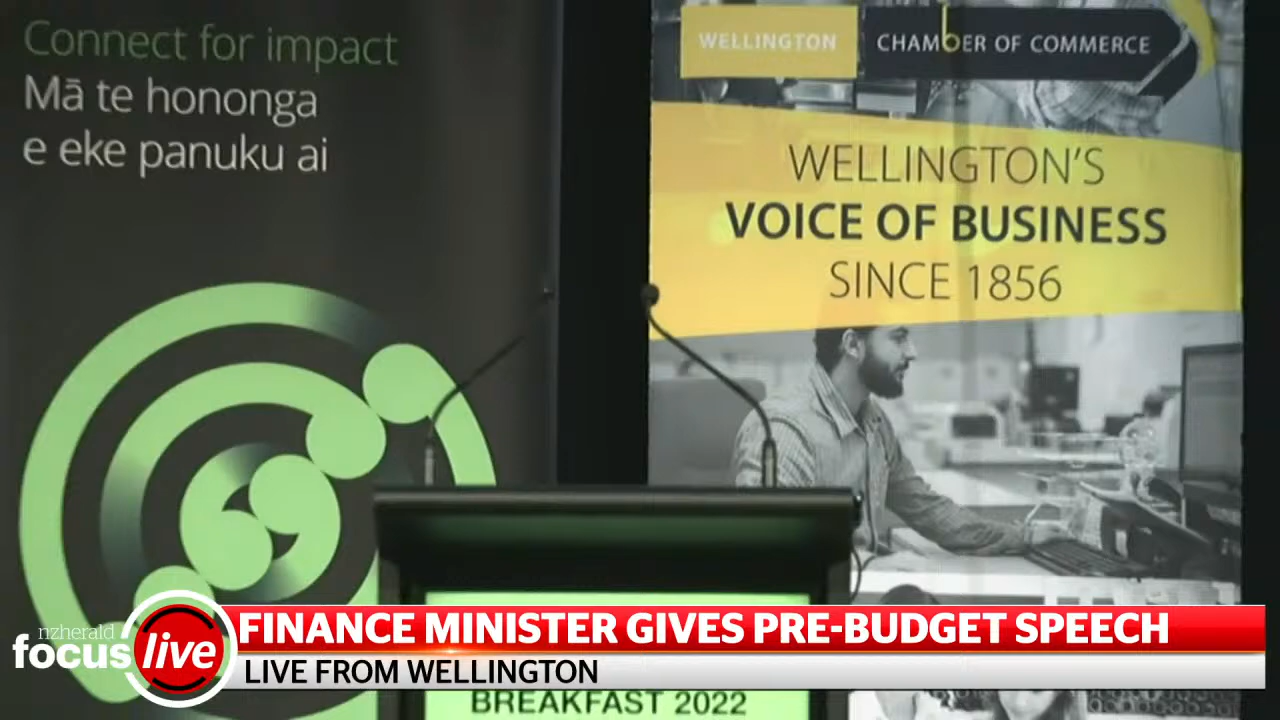 Connect for impact
Mā te hononga
e eke panuku ai
WELLINGTON CHAMBER OF COMMERCE
WELLINGTON'S
VOICE OF BUSINESS
SINCE 1856
nzherald
focus live
FINANCE MINISTER GIVES PRE-BUDGET SPEECH
LIVE FROM WELLINGTON
BREAKFAST 2022